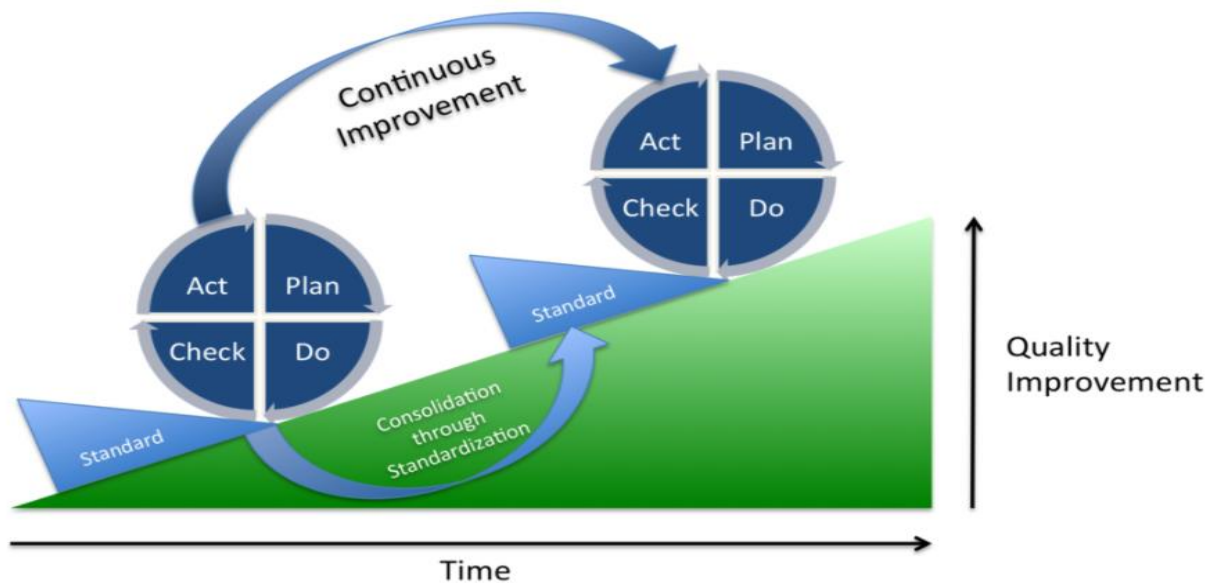 Continuous
Improvement
Act
Plan
Check
Do
Standard
Act
Plan
Check
Do
Standard
Consolidation
through
Standardization
Quality
Improvement
Time